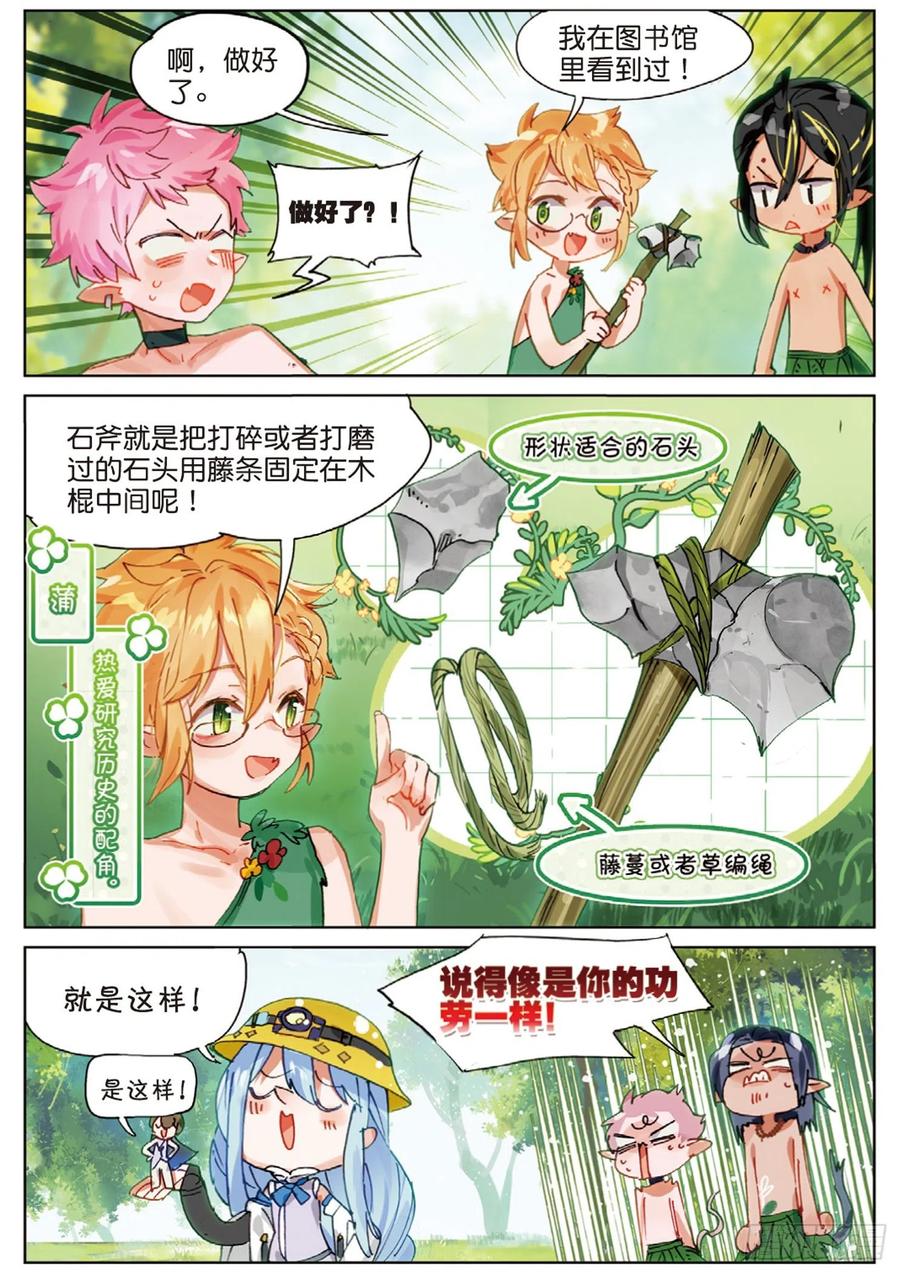 啊，做好
了。
我在图书馆
里看到过！
做好了？！
石斧就是把打碎或者打磨
过的石头用藤条固定在木
棍中间呢！
形状适合的石头
蒲
热爱研究历史的配角。
藤蔓或者草编绳
就是这样！
是这样！
说得像是你的功
劳一样！